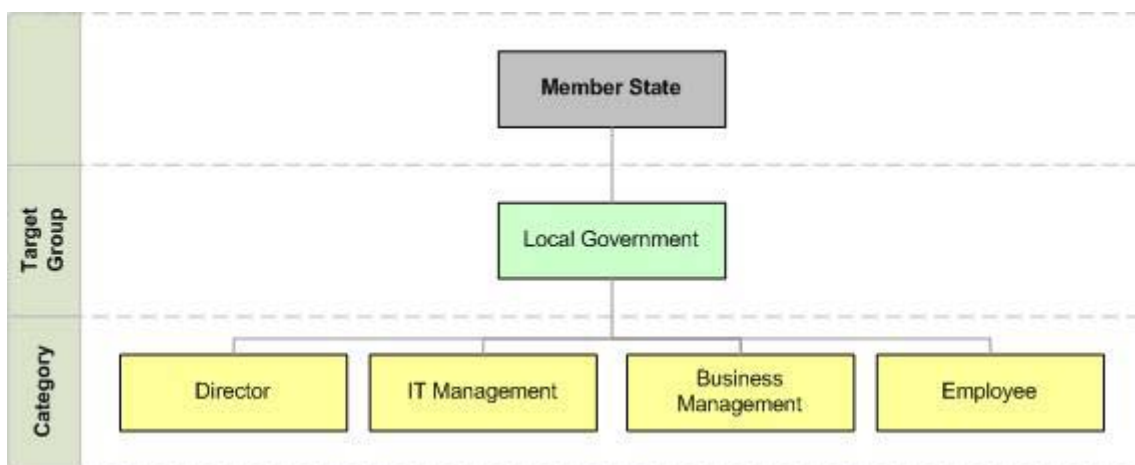 Member State
Target
Group
Local Government
Category
Director
IT Management
Business
Management
Employee